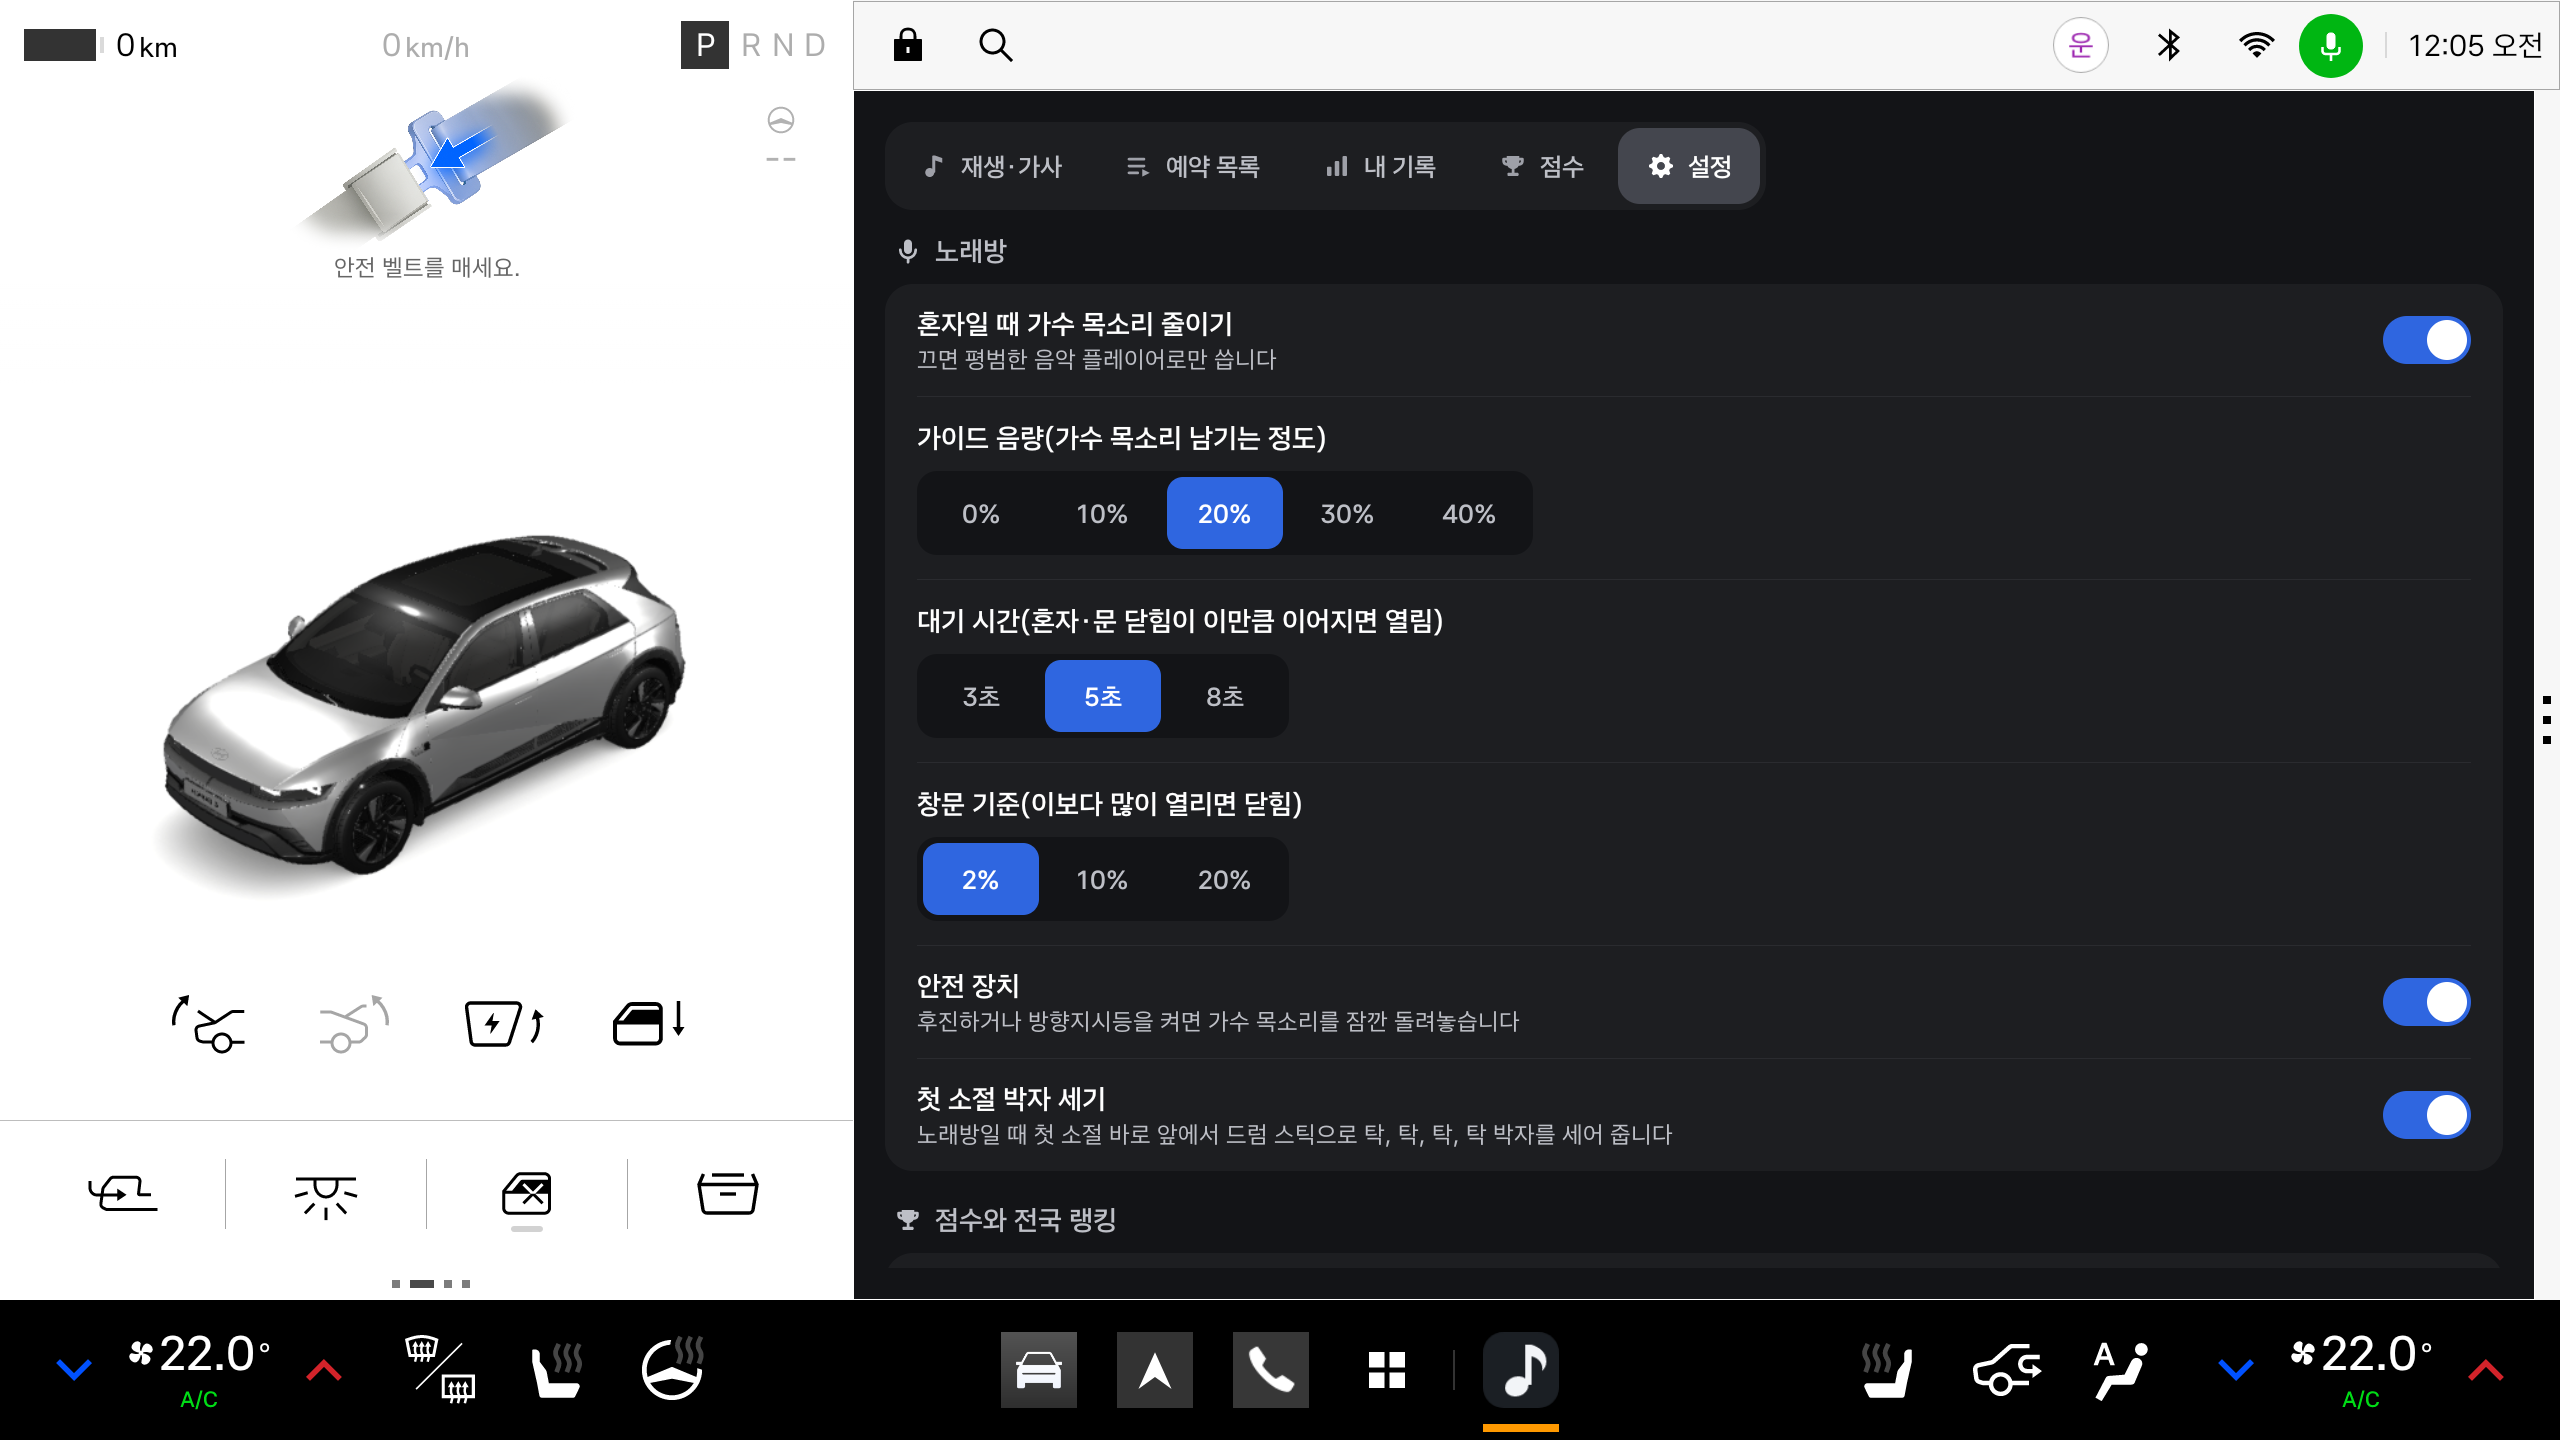 0 km
0 km/h
P R N D
12:05 오전
운
안전 벨트를 매세요.
재생·가사
예약 목록
내 기록
점수
설정
노래방
혼자일 때 가수 목소리 줄이기
끄면 평범한 음악 플레이어로만 씁니다
가이드 음량(가수 목소리 남기는 정도)
0% 10% 20% 30% 40%
대기 시간(혼자·문 닫힘이 이만큼 이어지면 열림)
3초 5초 8초
창문 기준(이보다 많이 열리면 닫힘)
2% 10% 20%
안전 장치
후진하거나 방향지시등을 켜면 가수 목소리를 잠깐 돌려놓습니다
첫 소절 박자 세기
노래방일 때 첫 소절 바로 앞에서 드럼 스틱으로 탁, 탁, 탁, 탁 박자를 세어 줍니다
점수와 전국 랭킹
22.0°
A/C
A
22.0°
A/C